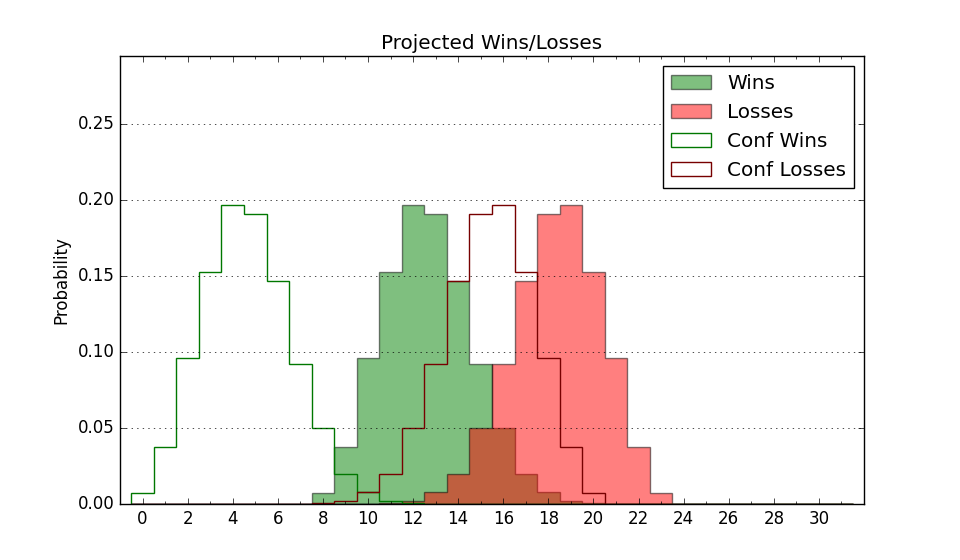 Projected Wins/Losses
Wins
Losses
Conf Wins
Conf Losses
Probability
0.25
0.20
0.15
0.10
0.05
0.00
0 2 4 6 8 10 12 14 16 18 20 22 24 26 28 30